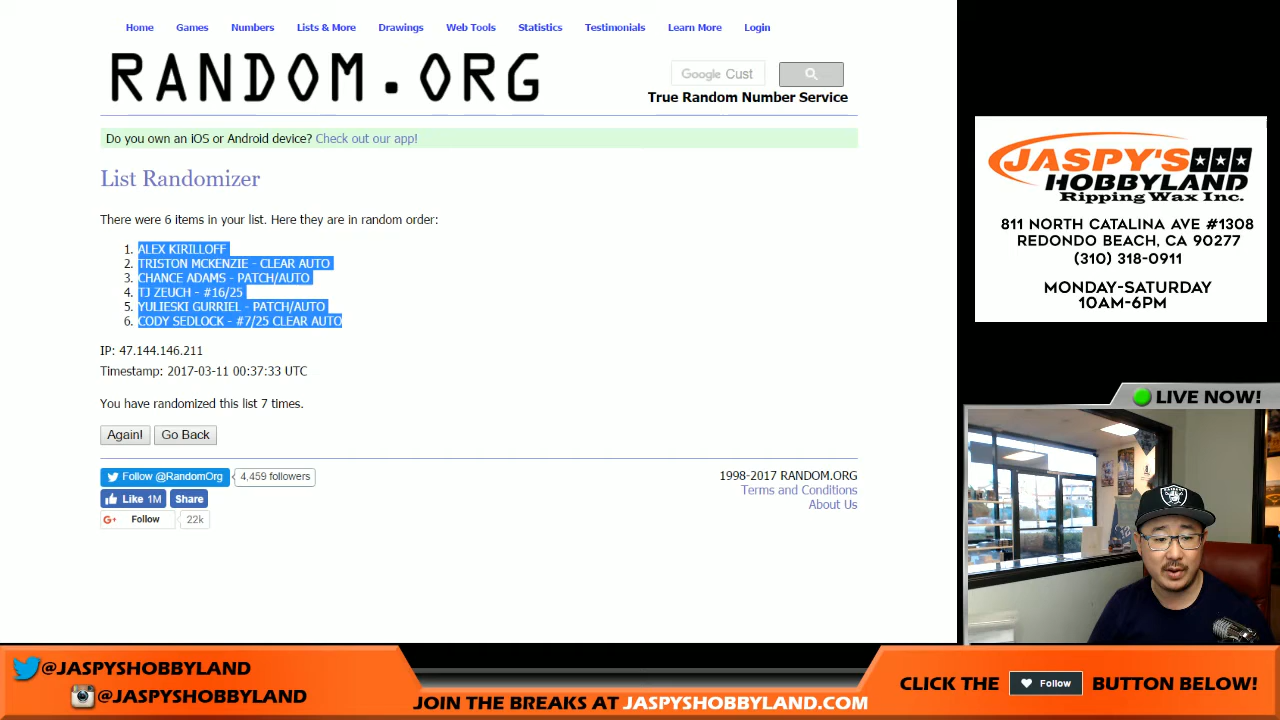 Home Games Numbers Lists & More Drawings Web Tools Statistics Testimonials Learn More Login
RANDOM.ORG
Google Cust
True Random Number Service
Do you own an iOS or Android device? Check out our app!
List Randomizer
There were 6 items in your list. Here they are in random order:
1. ALEX KIRILLOFF
2. TRISTON MCKENZIE - CLEAR AUTO
3. CHANCE ADAMS - PATCH/AUTO
4. TJ ZEUCH - #16/25
5. YULIESKI GURRIEL - PATCH/AUTO
6. CODY SEDLOCK - #7/25 CLEAR AUTO
IP: 47.144.146.211
Timestamp: 2017-03-11 00:37:33 UTC
You have randomized this list 7 times.
Again! Go Back
Follow @RandomOrg 4,459 followers
Like 1M Share
G+ Follow 22k
1998-2017 RANDOM.ORG
Terms and Conditions
About Us
JASPY'S
HOBBYLAND
Ripping Wax Inc.
811 NORTH CATALINA AVE #1308
REDONDO BEACH, CA 90277
(310) 318-0911
MONDAY-SATURDAY
10AM-6PM
LIVE NOW!
@JASPYSHOBBYLAND
@JASPYSHOBBYLAND
JOIN THE BREAKS AT JASPYSHOBBYLAND.COM
CLICK THE Follow BUTTON BELOW!